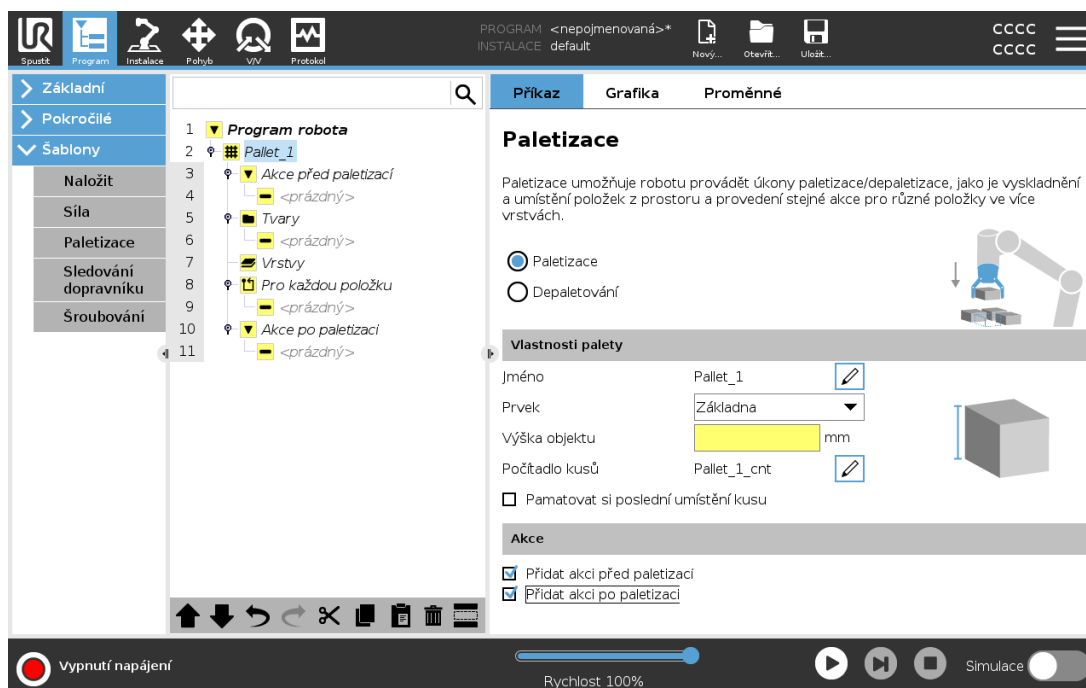 UR
PROGRAM <nepojmenovaná>*
INSTALACE default
CCCC
CCCC
Spustit Program Instalace Pohyb V/V Protokol Nový... Otevřít... Uložit...
Základní
Pokročilé
Šablony
Naložit
Síla
Paletizace
Sledování
dopravníku
Šroubování
1 Program robota
2 Pallet_1
3 Akce před paletizací
4 <prázdný>
5 Tvary
6 <prázdný>
7 Vrstvy
8 Pro každou položku
9 <prázdný>
10 Akce po paletizaci
11 <prázdný>
Příkaz Grafika Proměnné
Paletizace
Paletizace umožňuje robotu provádět úkony paletizace/depaletizace, jako je vyskladnění
a umístění položek z prostoru a provedení stejné akce pro různé položky ve více
vrstvách.
Paletizace
Depaletování
Vlastnosti palety
Jméno Pallet_1
Prvek Základna
Výška objektu mm
Počítadlo kusů Pallet_1_cnt
Pamatovat si poslední umístění kusu
Akce
Přidat akci před paletizací
Přidat akci po paletizaci
Vypnutí napájení
Rychlost 100%
Simulace